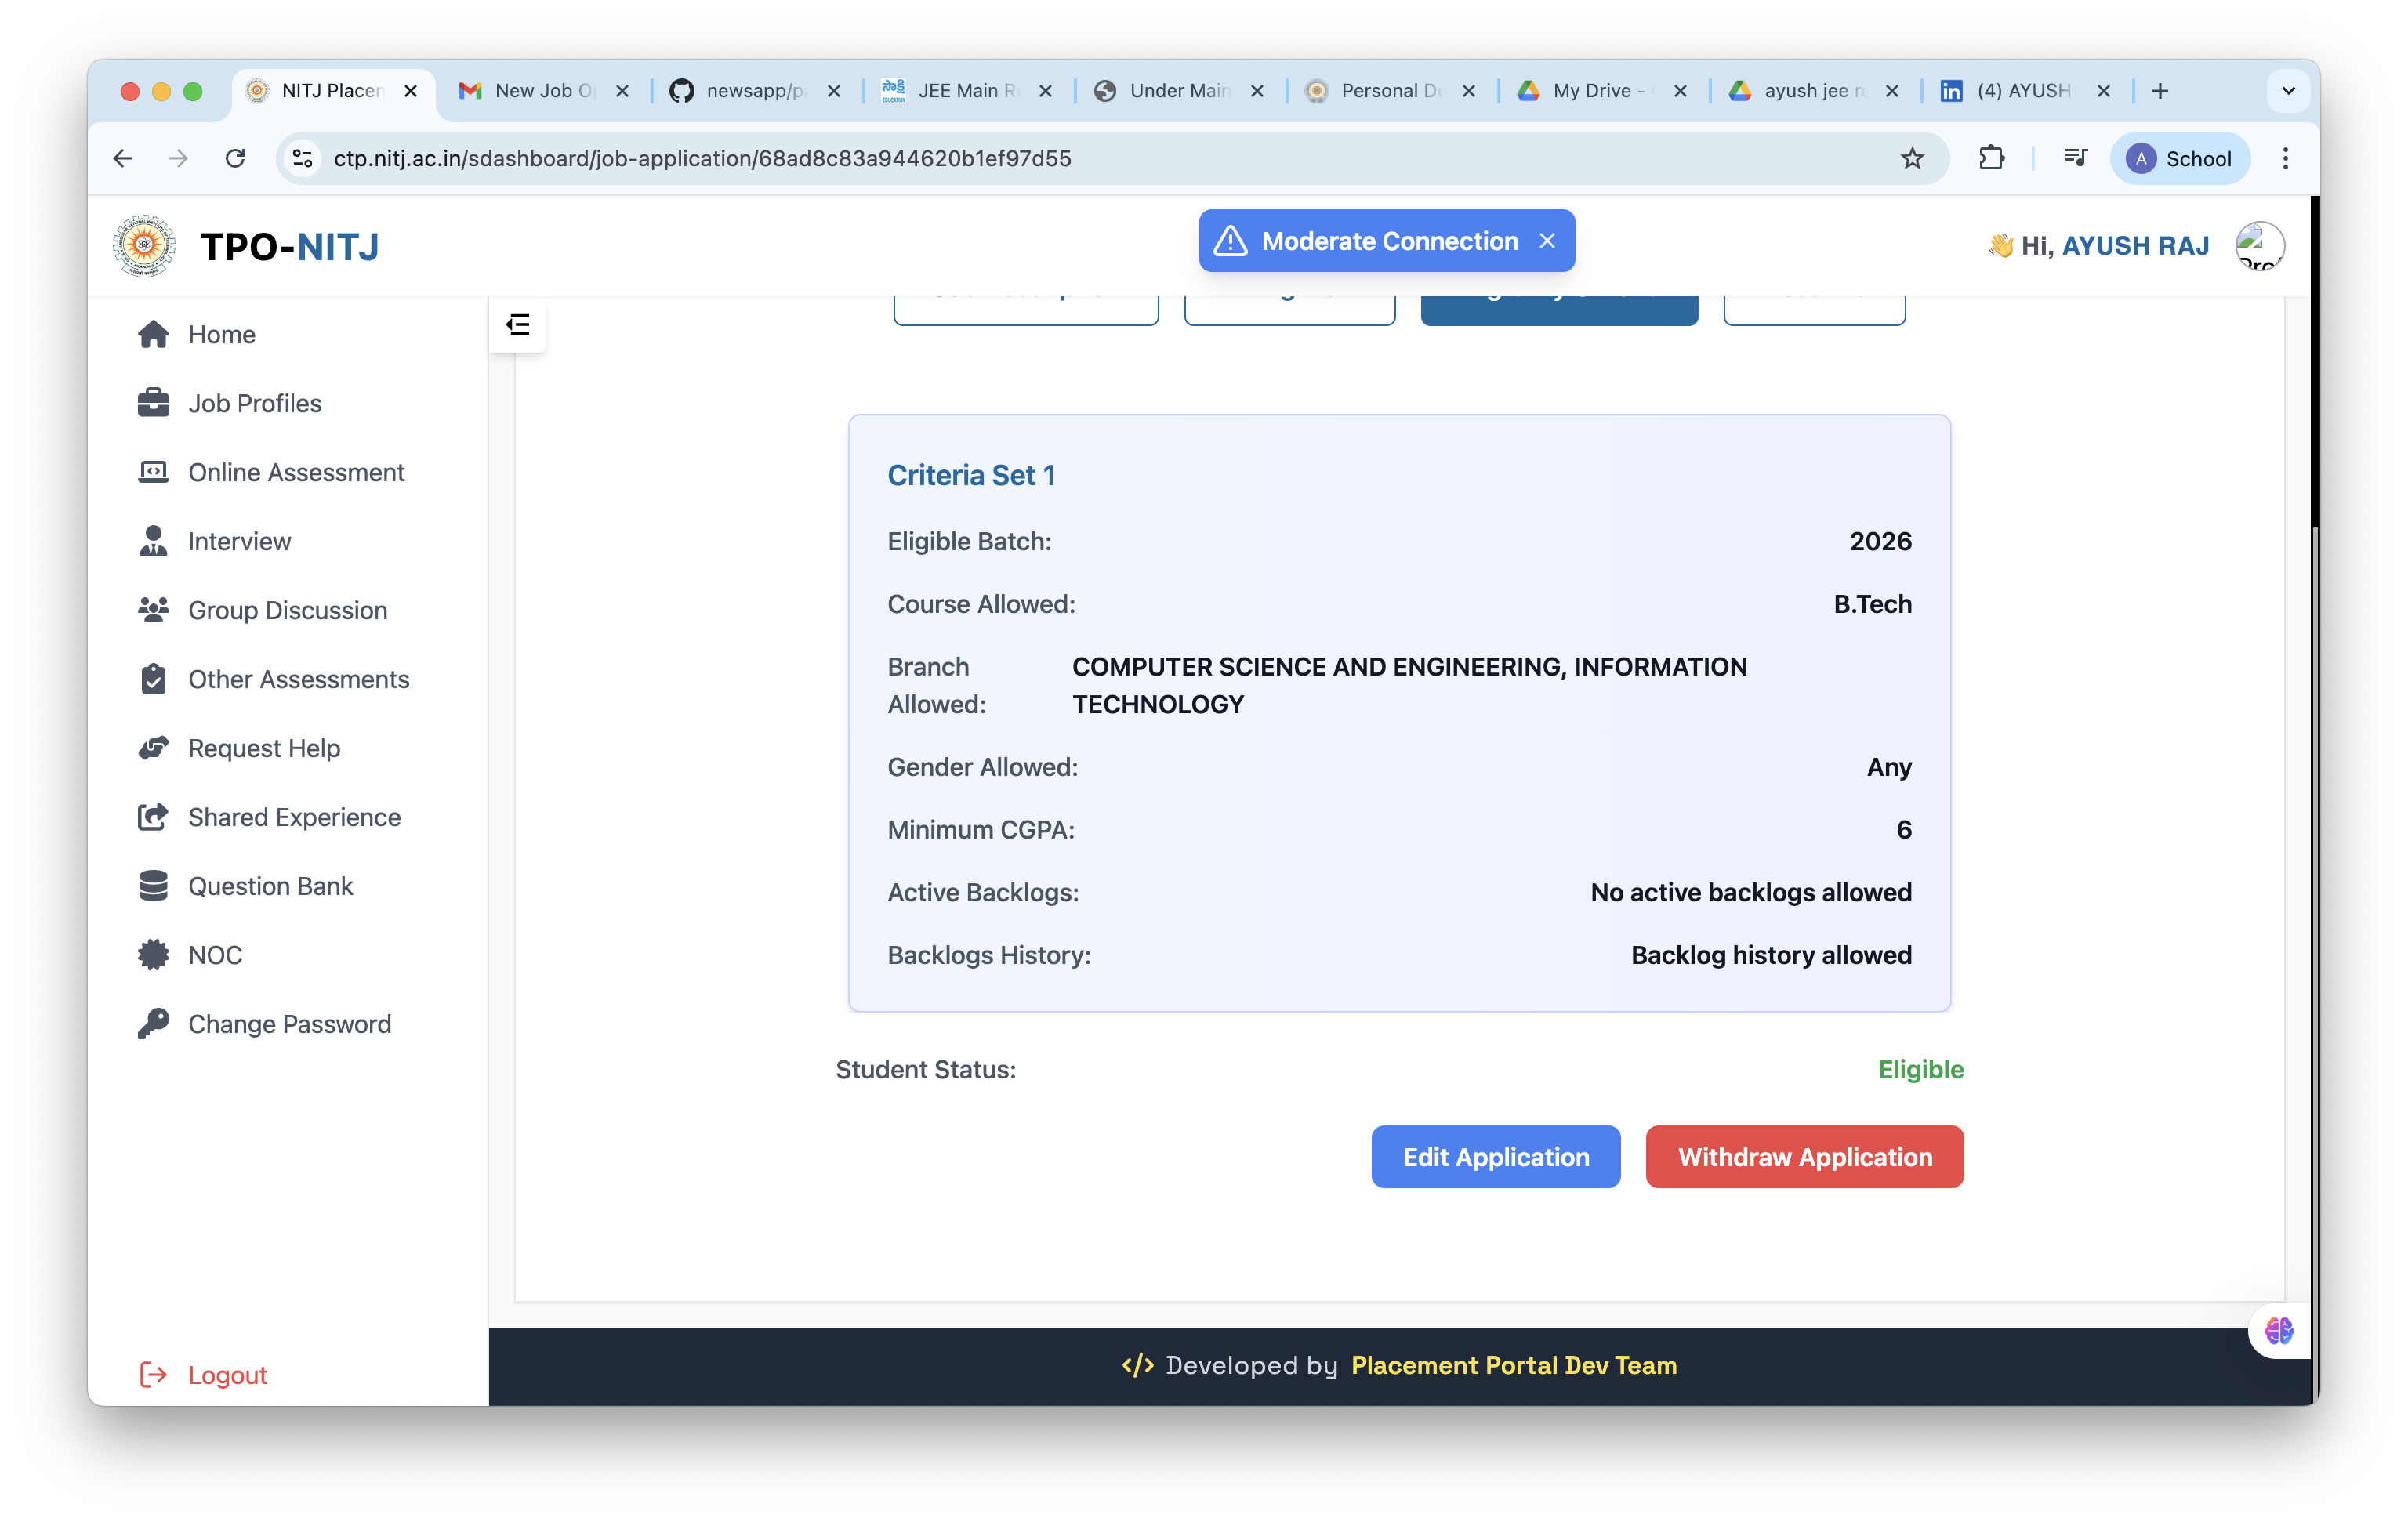 NITJ Placem
New Job O
newsapp/pa
సాక్షి
EDUCATION
JEE Main R
Under Main
Personal De
My Drive -
ayush jee re
(4) AYUSH
ctp.nitj.ac.in/sdashboard/job-application/68ad8c83a944620b1ef97d55
A
School
TPO-NITJ
Moderate Connection
👋 Hi, AYUSH RAJ
Home
Job Profiles
Online Assessment
Interview
Group Discussion
Other Assessments
Request Help
Shared Experience
Question Bank
NOC
Change Password
Logout
Criteria Set 1
Eligible Batch: 2026
Course Allowed: B.Tech
Branch Allowed: COMPUTER SCIENCE AND ENGINEERING, INFORMATION
TECHNOLOGY
Gender Allowed: Any
Minimum CGPA: 6
Active Backlogs: No active backlogs allowed
Backlogs History: Backlog history allowed
Student Status: Eligible
Edit Application
Withdraw Application
</> Developed by Placement Portal Dev Team